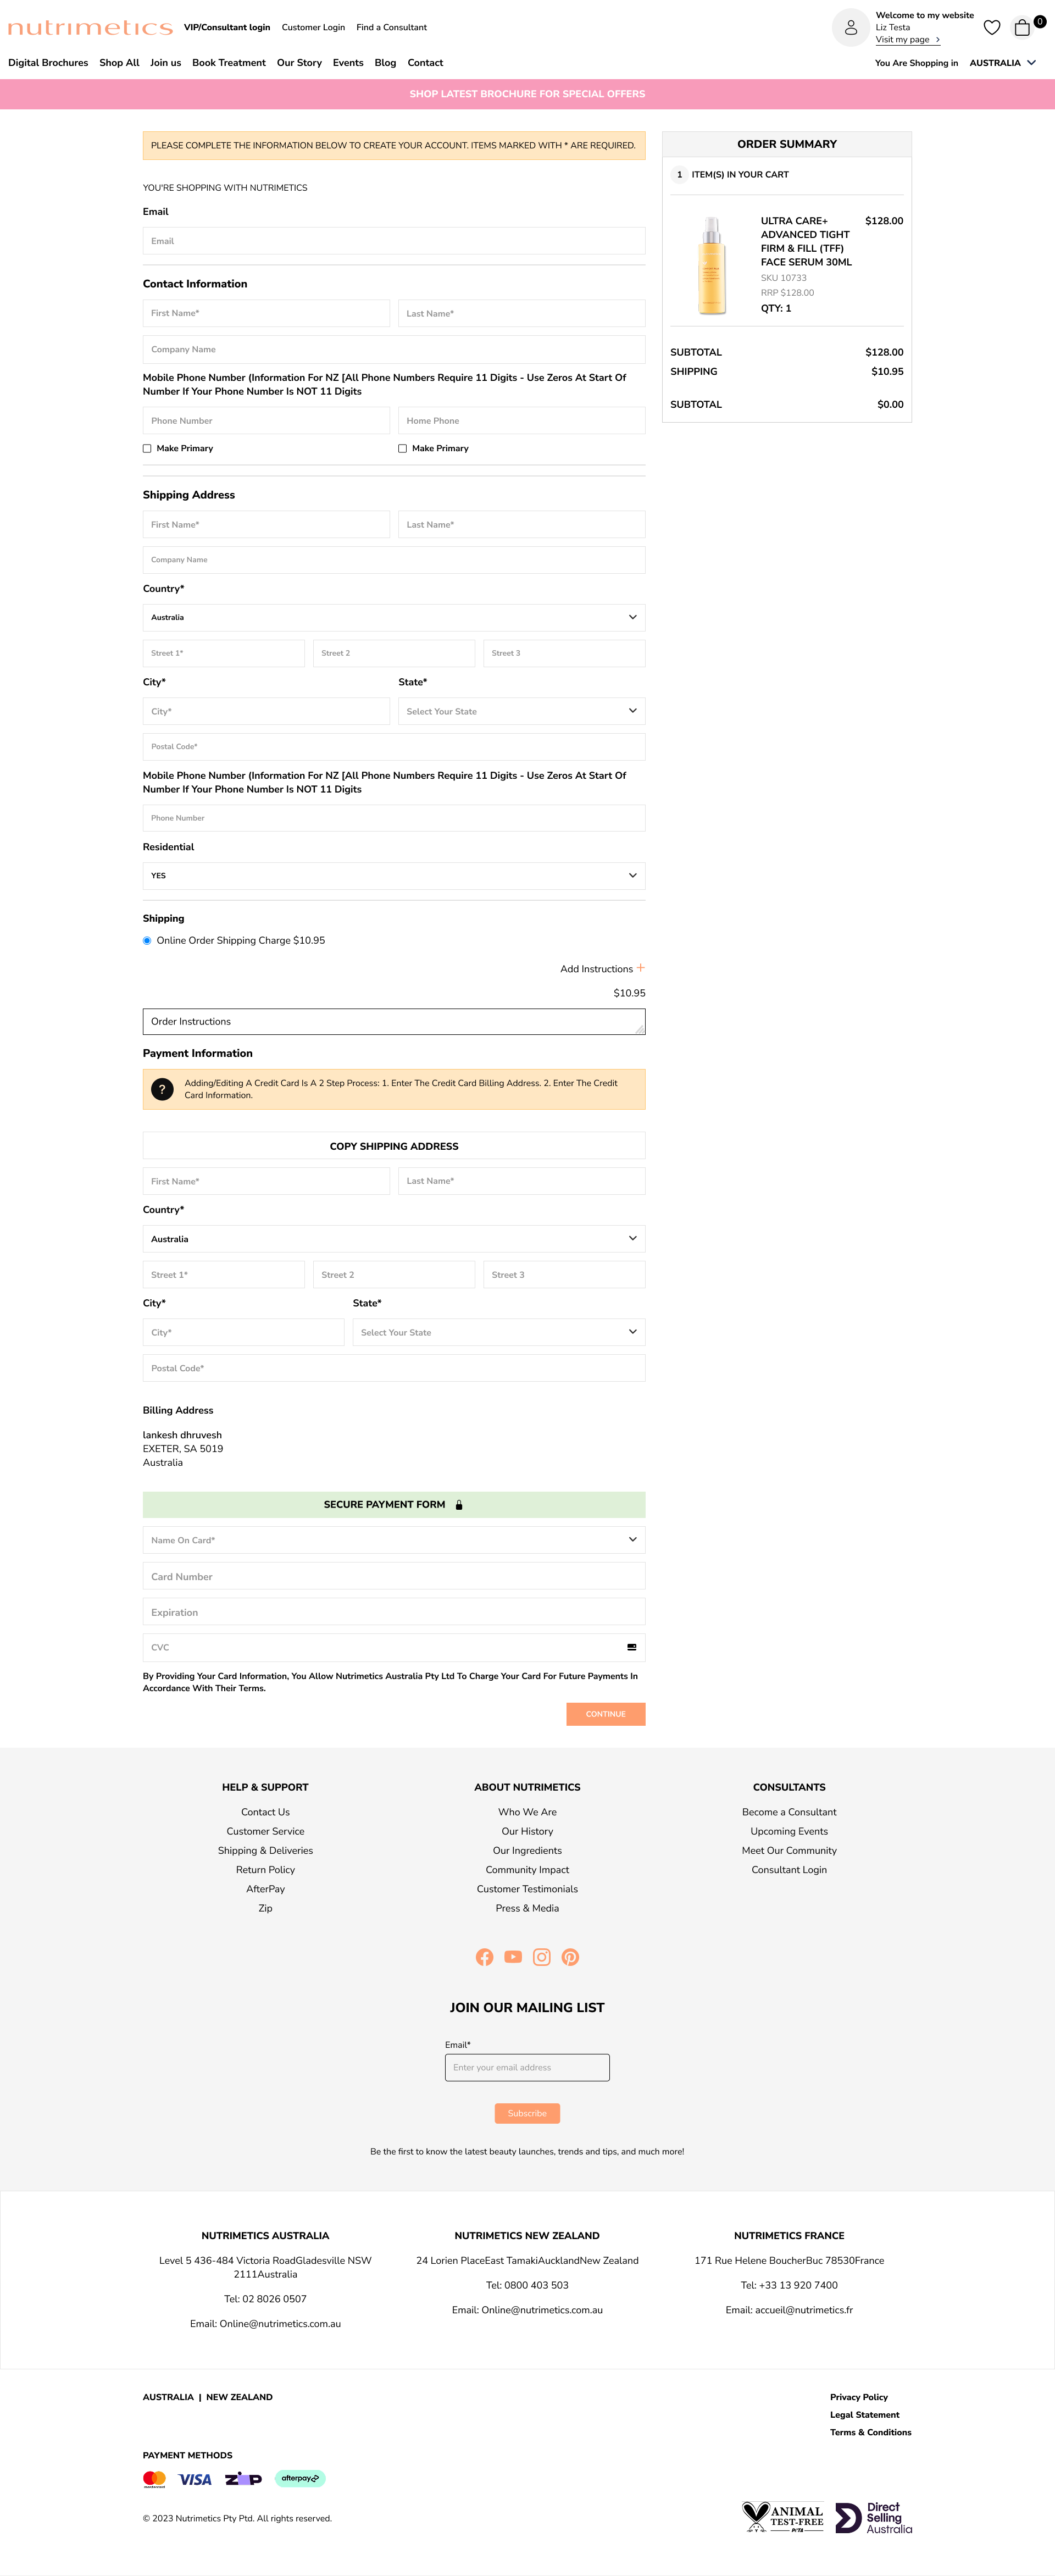 nutrimetics
VIP/Consultant login
Customer Login
Find a Consultant
Welcome to my website
Liz Testa
Visit my page
0
Digital Brochures
Shop All
Join us
Book Treatment
Our Story
Events
Blog
Contact
You Are Shopping in
AUSTRALIA
SHOP LATEST BROCHURE FOR SPECIAL OFFERS
PLEASE COMPLETE THE INFORMATION BELOW TO CREATE YOUR ACCOUNT. ITEMS MARKED WITH * ARE REQUIRED.
YOU'RE SHOPPING WITH NUTRIMETICS
Email
Email
Contact Information
First Name*
Last Name*
Company Name
Mobile Phone Number (Information For NZ [All Phone Numbers Require 11 Digits - Use Zeros At Start Of
Number If Your Phone Number Is NOT 11 Digits
Phone Number
Home Phone
Make Primary
Make Primary
Shipping Address
First Name*
Last Name*
Company Name
Country*
Australia
Street 1*
Street 2
Street 3
City*
State*
City*
Select Your State
Postal Code*
Mobile Phone Number (Information For NZ [All Phone Numbers Require 11 Digits - Use Zeros At Start Of
Number If Your Phone Number Is NOT 11 Digits
Phone Number
Residential
YES
Shipping
Online Order Shipping Charge $10.95
Add Instructions +
$10.95
Order Instructions
Payment Information
?
Adding/Editing A Credit Card Is A 2 Step Process: 1. Enter The Credit Card Billing Address. 2. Enter The Credit
Card Information.
COPY SHIPPING ADDRESS
First Name*
Last Name*
Country*
Australia
Street 1*
Street 2
Street 3
City*
State*
City*
Select Your State
Postal Code*
Billing Address
lankesh dhruvesh
EXETER, SA 5019
Australia
SECURE PAYMENT FORM
Name On Card*
Card Number
Expiration
CVC
By Providing Your Card Information, You Allow Nutrimetics Australia Pty Ltd To Charge Your Card For Future Payments In
Accordance With Their Terms.
CONTINUE
ORDER SUMMARY
1 ITEM(S) IN YOUR CART
ULTRA CARE+
ADVANCED TIGHT
FIRM & FILL (TFF)
FACE SERUM 30ML
$128.00
SKU 10733
RRP $128.00
QTY: 1
SUBTOTAL
$128.00
SHIPPING
$10.95
SUBTOTAL
$0.00
HELP & SUPPORT
Contact Us
Customer Service
Shipping & Deliveries
Return Policy
AfterPay
Zip
ABOUT NUTRIMETICS
Who We Are
Our History
Our Ingredients
Community Impact
Customer Testimonials
Press & Media
CONSULTANTS
Become a Consultant
Upcoming Events
Meet Our Community
Consultant Login
JOIN OUR MAILING LIST
Email*
Enter your email address
Subscribe
Be the first to know the latest beauty launches, trends and tips, and much more!
NUTRIMETICS AUSTRALIA
Level 5 436-484 Victoria RoadGladesville NSW
2111Australia
Tel: 02 8026 0507
Email: Online@nutrimetics.com.au
NUTRIMETICS NEW ZEALAND
24 Lorien PlaceEast TamakiAucklandNew Zealand
Tel: 0800 403 503
Email: Online@nutrimetics.com.au
NUTRIMETICS FRANCE
171 Rue Helene BoucherBuc 78530France
Tel: +33 13 920 7400
Email: accueil@nutrimetics.fr
AUSTRALIA | NEW ZEALAND
Privacy Policy
Legal Statement
Terms & Conditions
PAYMENT METHODS
mastercard
VISA
ZIP
afterpay
© 2023 Nutrimetics Pty Ptd. All rights reserved.
ANIMAL
TEST-FREE
PETA
Direct
Selling
Australia